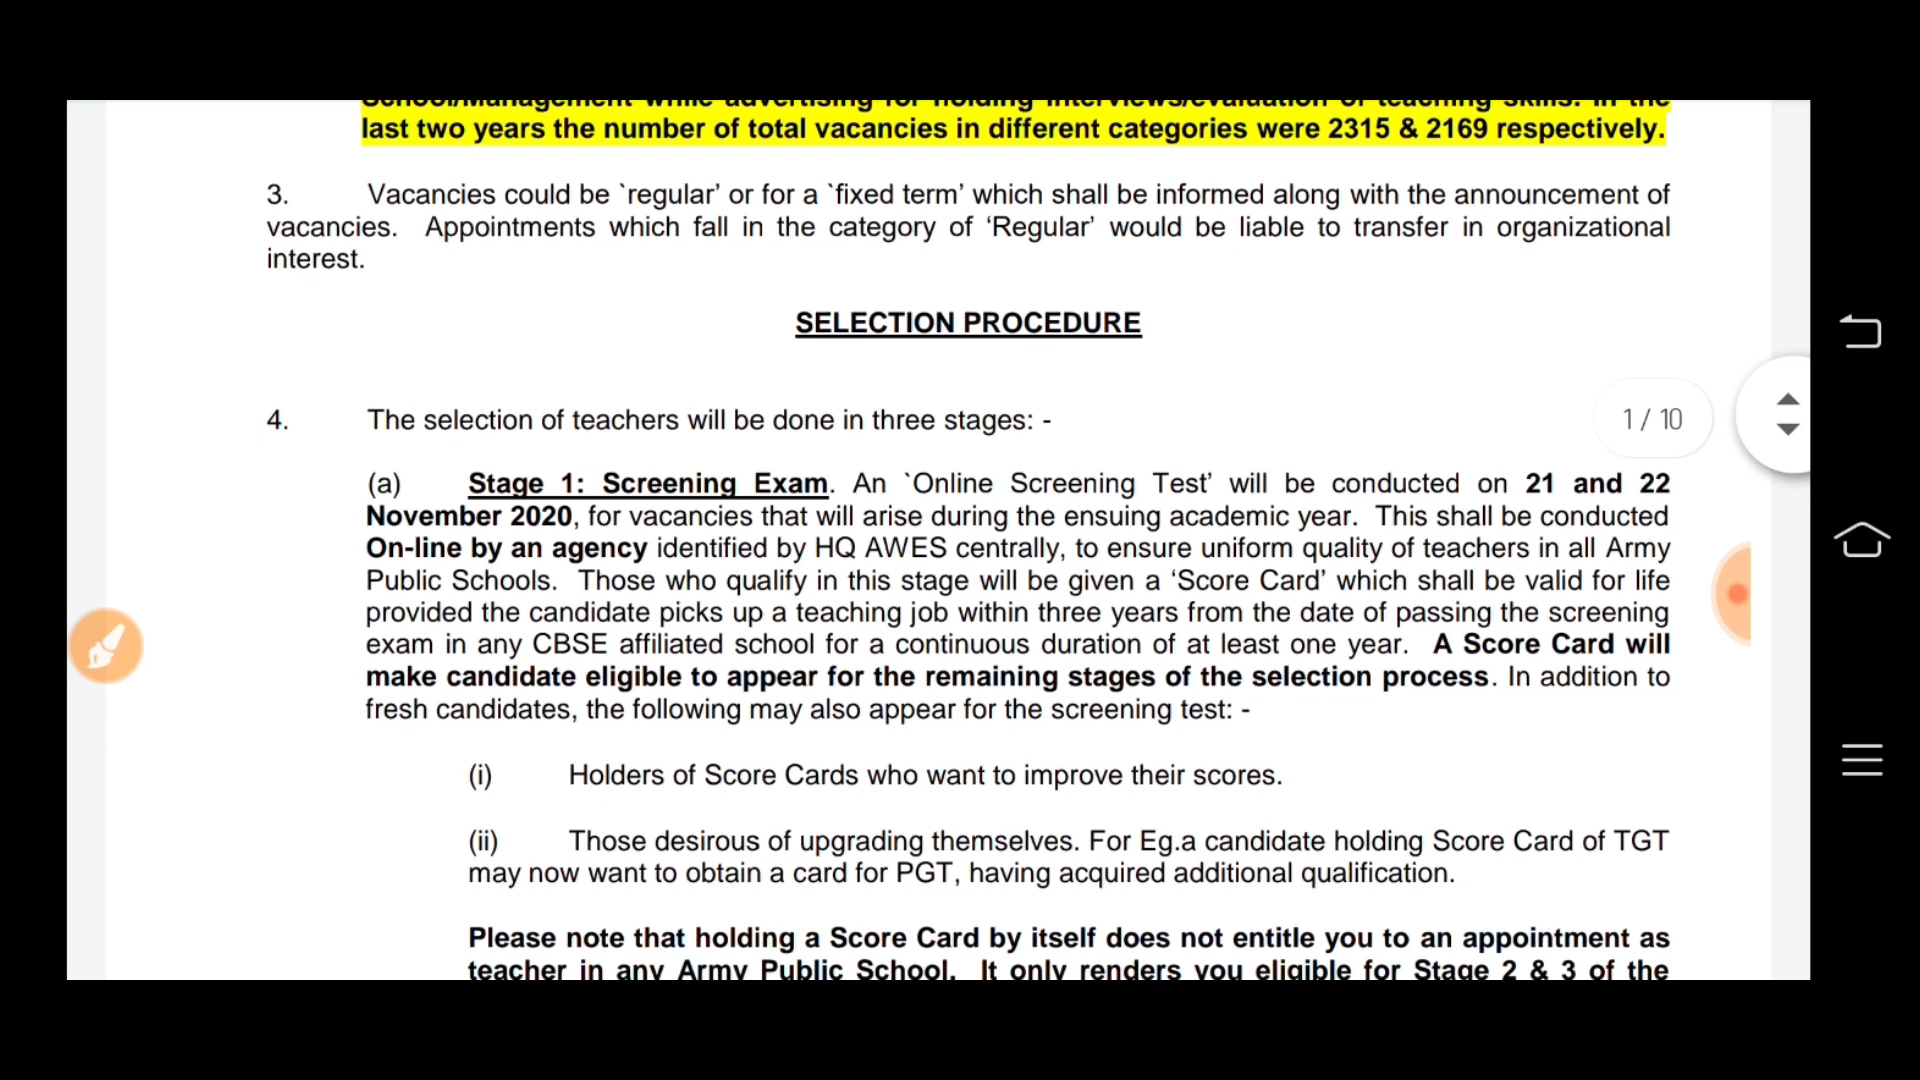 School/Management while advertising for holding interviews/evaluation of teaching skills. In the
last two years the number of total vacancies in different categories were 2315 & 2169 respectively.
3. Vacancies could be `regular’ or for a `fixed term’ which shall be informed along with the announcement of
vacancies. Appointments which fall in the category of ‘Regular’ would be liable to transfer in organizational
interest.
SELECTION PROCEDURE
4. The selection of teachers will be done in three stages: -
1 / 10
(a) Stage 1: Screening Exam. An `Online Screening Test’ will be conducted on 21 and 22
November 2020, for vacancies that will arise during the ensuing academic year. This shall be conducted
On-line by an agency identified by HQ AWES centrally, to ensure uniform quality of teachers in all Army
Public Schools. Those who qualify in this stage will be given a ‘Score Card’ which shall be valid for life
provided the candidate picks up a teaching job within three years from the date of passing the screening
exam in any CBSE affiliated school for a continuous duration of at least one year. A Score Card will
make candidate eligible to appear for the remaining stages of the selection process. In addition to
fresh candidates, the following may also appear for the screening test: -
(i) Holders of Score Cards who want to improve their scores.
(ii) Those desirous of upgrading themselves. For Eg.a candidate holding Score Card of TGT
may now want to obtain a card for PGT, having acquired additional qualification.
Please note that holding a Score Card by itself does not entitle you to an appointment as
teacher in any Army Public School. It only renders you eligible for Stage 2 & 3 of the